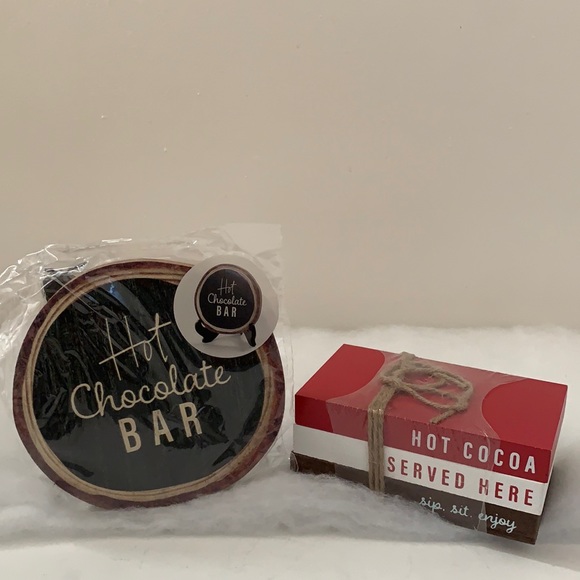 Hot
Chocolate
BAR
Hot
Chocolate
BAR
HOT COCOA
SERVED HERE
sip. sit. enjoy